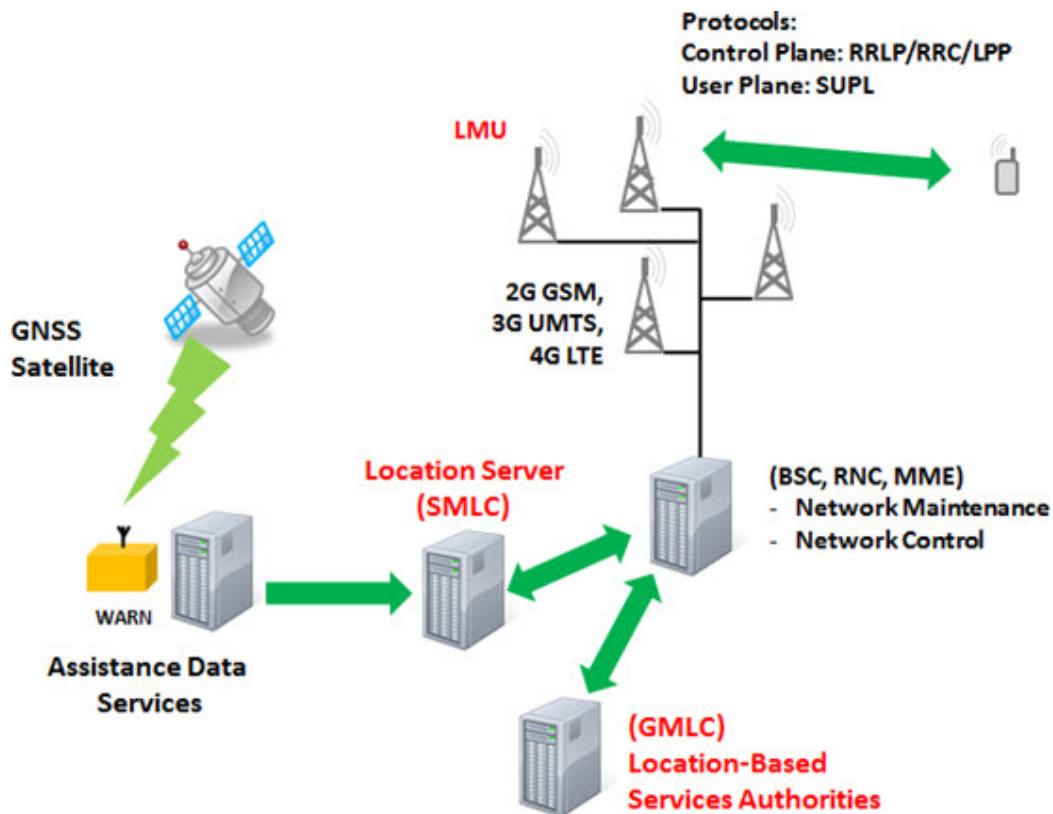 Protocols:
Control Plane: RRLP/RRC/LPP
User Plane: SUPL
LMU
2G GSM,
3G UMTS,
4G LTE
GNSS
Satellite
Location Server
(SMLC)
(BSC, RNC, MME)
- Network Maintenance
- Network Control
WARN
Assistance Data
Services
(GMLC)
Location-Based
Services Authorities